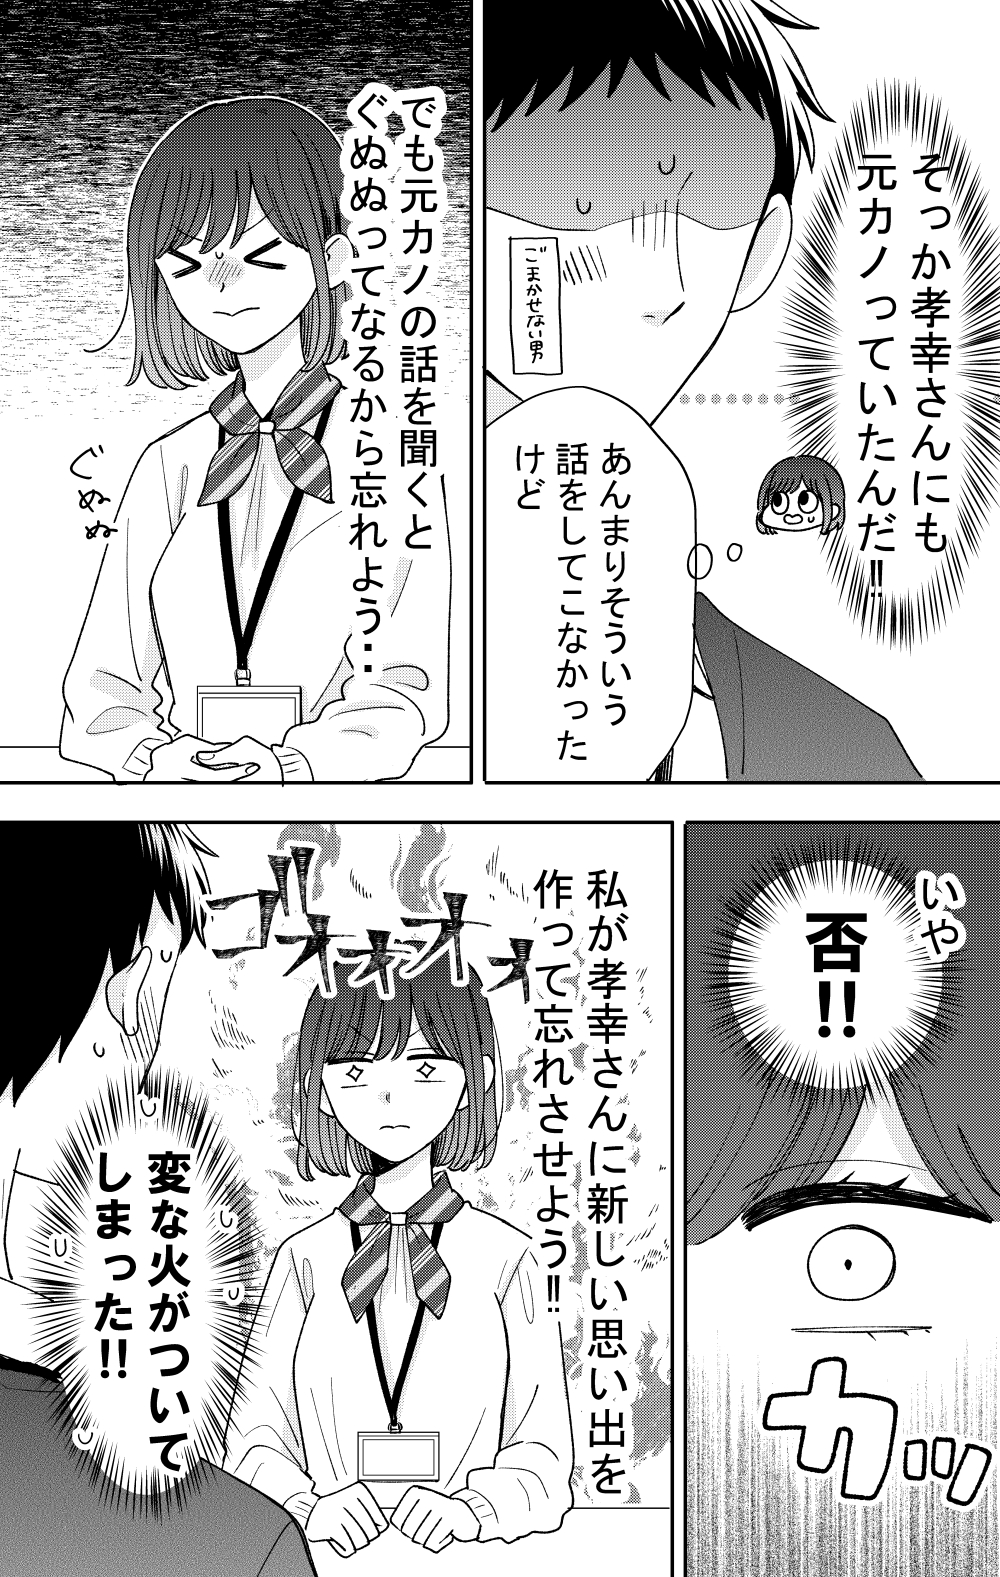 そっか孝幸さんにも
元カノっていたんだ!!
ごまかせない男
あんまりそういう
話をしてこなかった
けど
でも元カノの話を聞くと
ぐぬぬってなるから忘れよう・・
ぐぬぬ
いや
否!!
カッ
私が孝幸さんに新しい思い出を
作って忘れさせよう!!
ゴオオオオ
変な火がついて
しまった!!